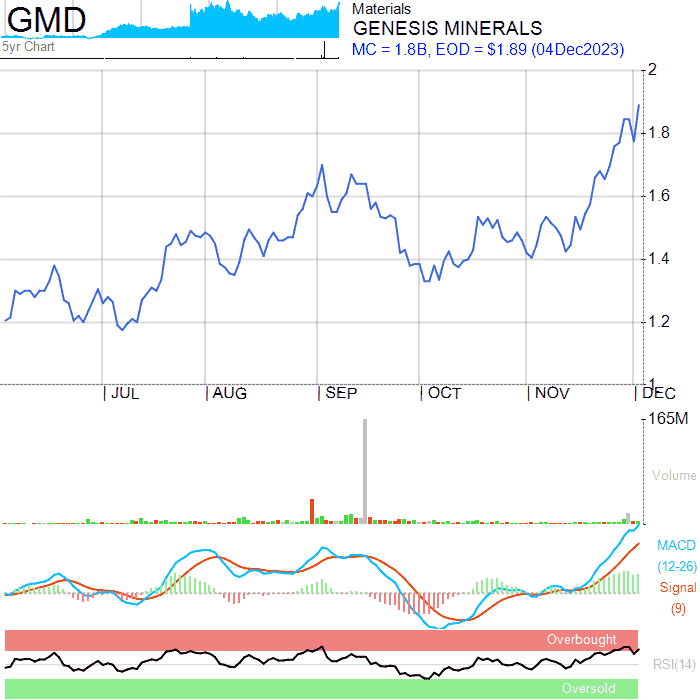 GMD
Materials
GENESIS MINERALS
5yr Chart
MC = 1.8B, EOD = $1.89 (04Dec2023)
2
1.8
1.6
1.4
1.2
1
JUL AUG SEP OCT NOV DEC
165M
Volume
MACD
(12-26)
Signal
(9)
Overbought
RSI(14)
Oversold